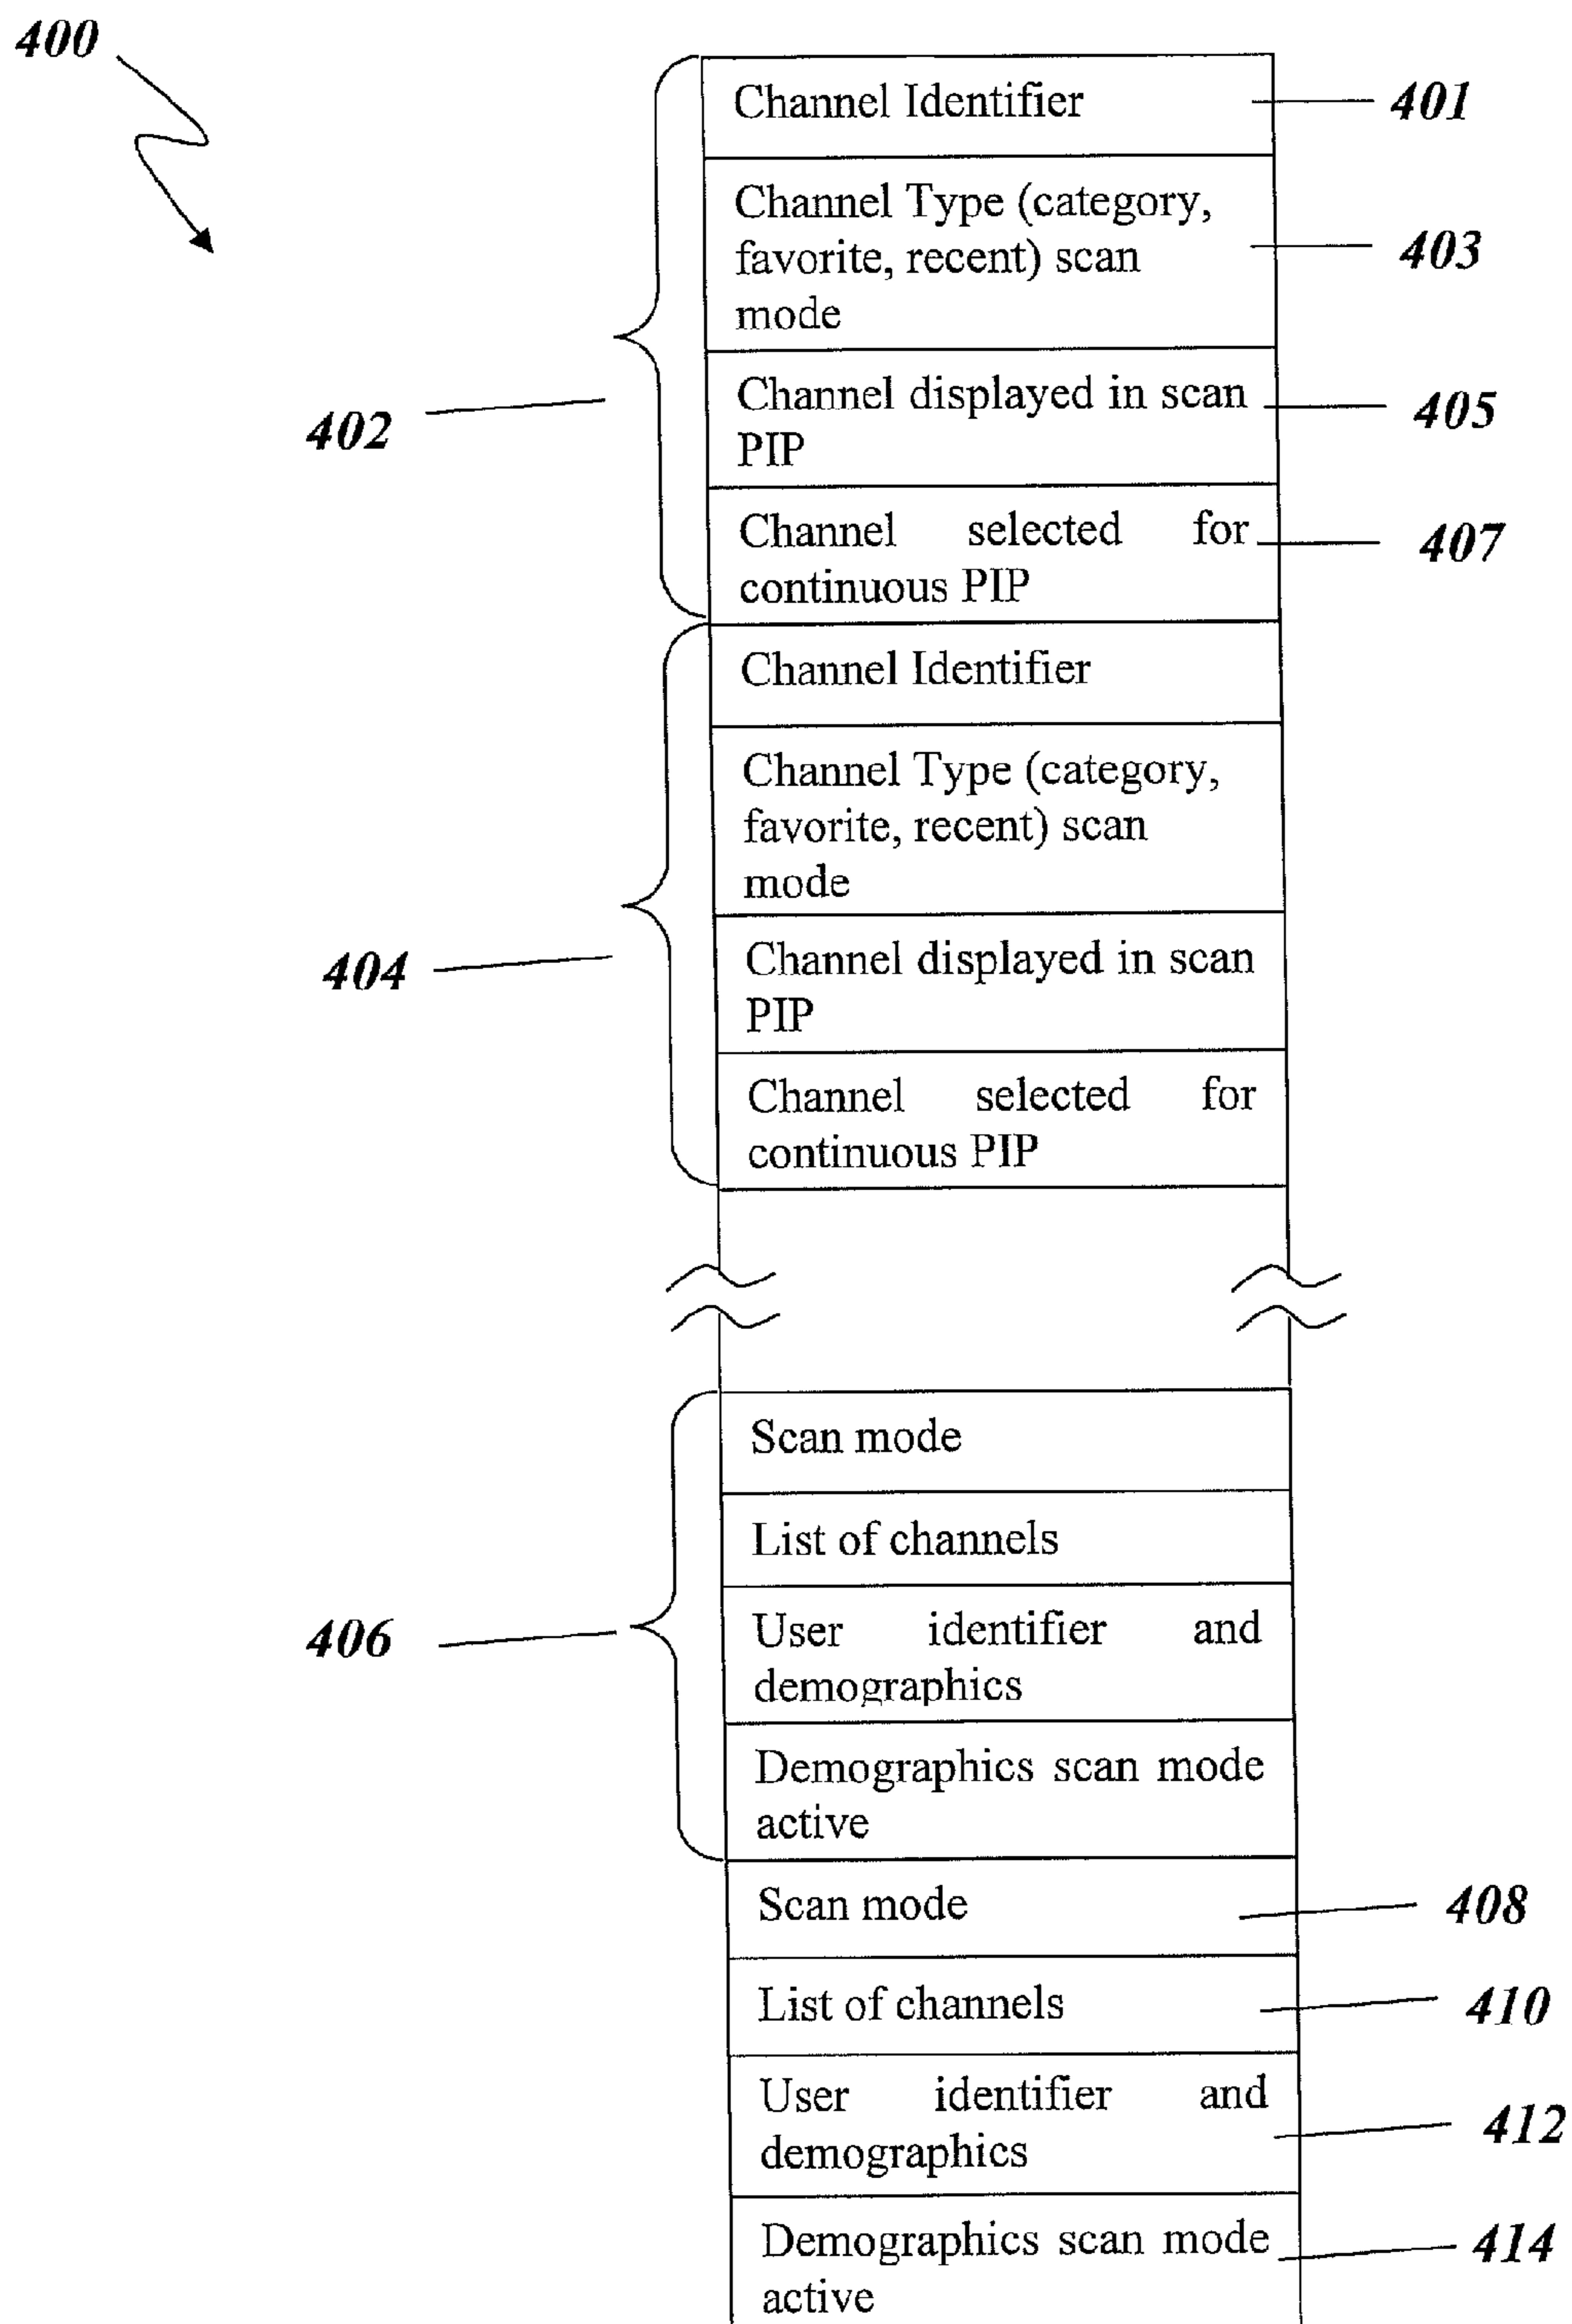 400
Channel Identifier
401
Channel Type (category,
favorite, recent) scan
mode
403
Channel displayed in scan
PIP
405
402
Channel selected for
continuous PIP
407
Channel Identifier
Channel Type (category,
favorite, recent) scan
mode
404
Channel displayed in scan
PIP
Channel selected for
continuous PIP
Scan mode
List of channels
406
User identifier and
demographics
Demographics scan mode
active
Scan mode
408
List of channels
410
User identifier and
demographics
412
Demographics scan mode
active
414